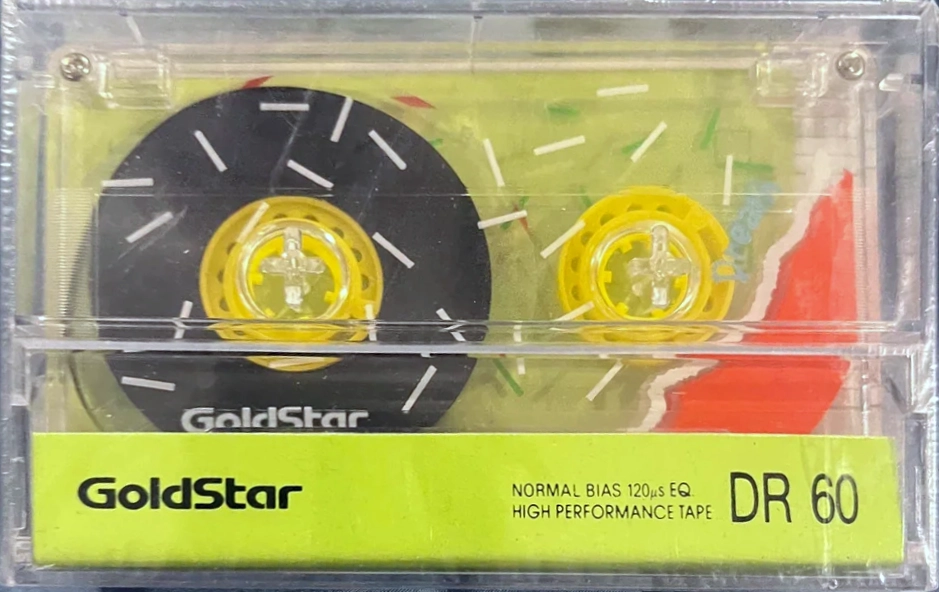 GoldStar
GoldStar
NORMAL BIAS 120μs EQ.
HIGH PERFORMANCE TAPE
DR 60